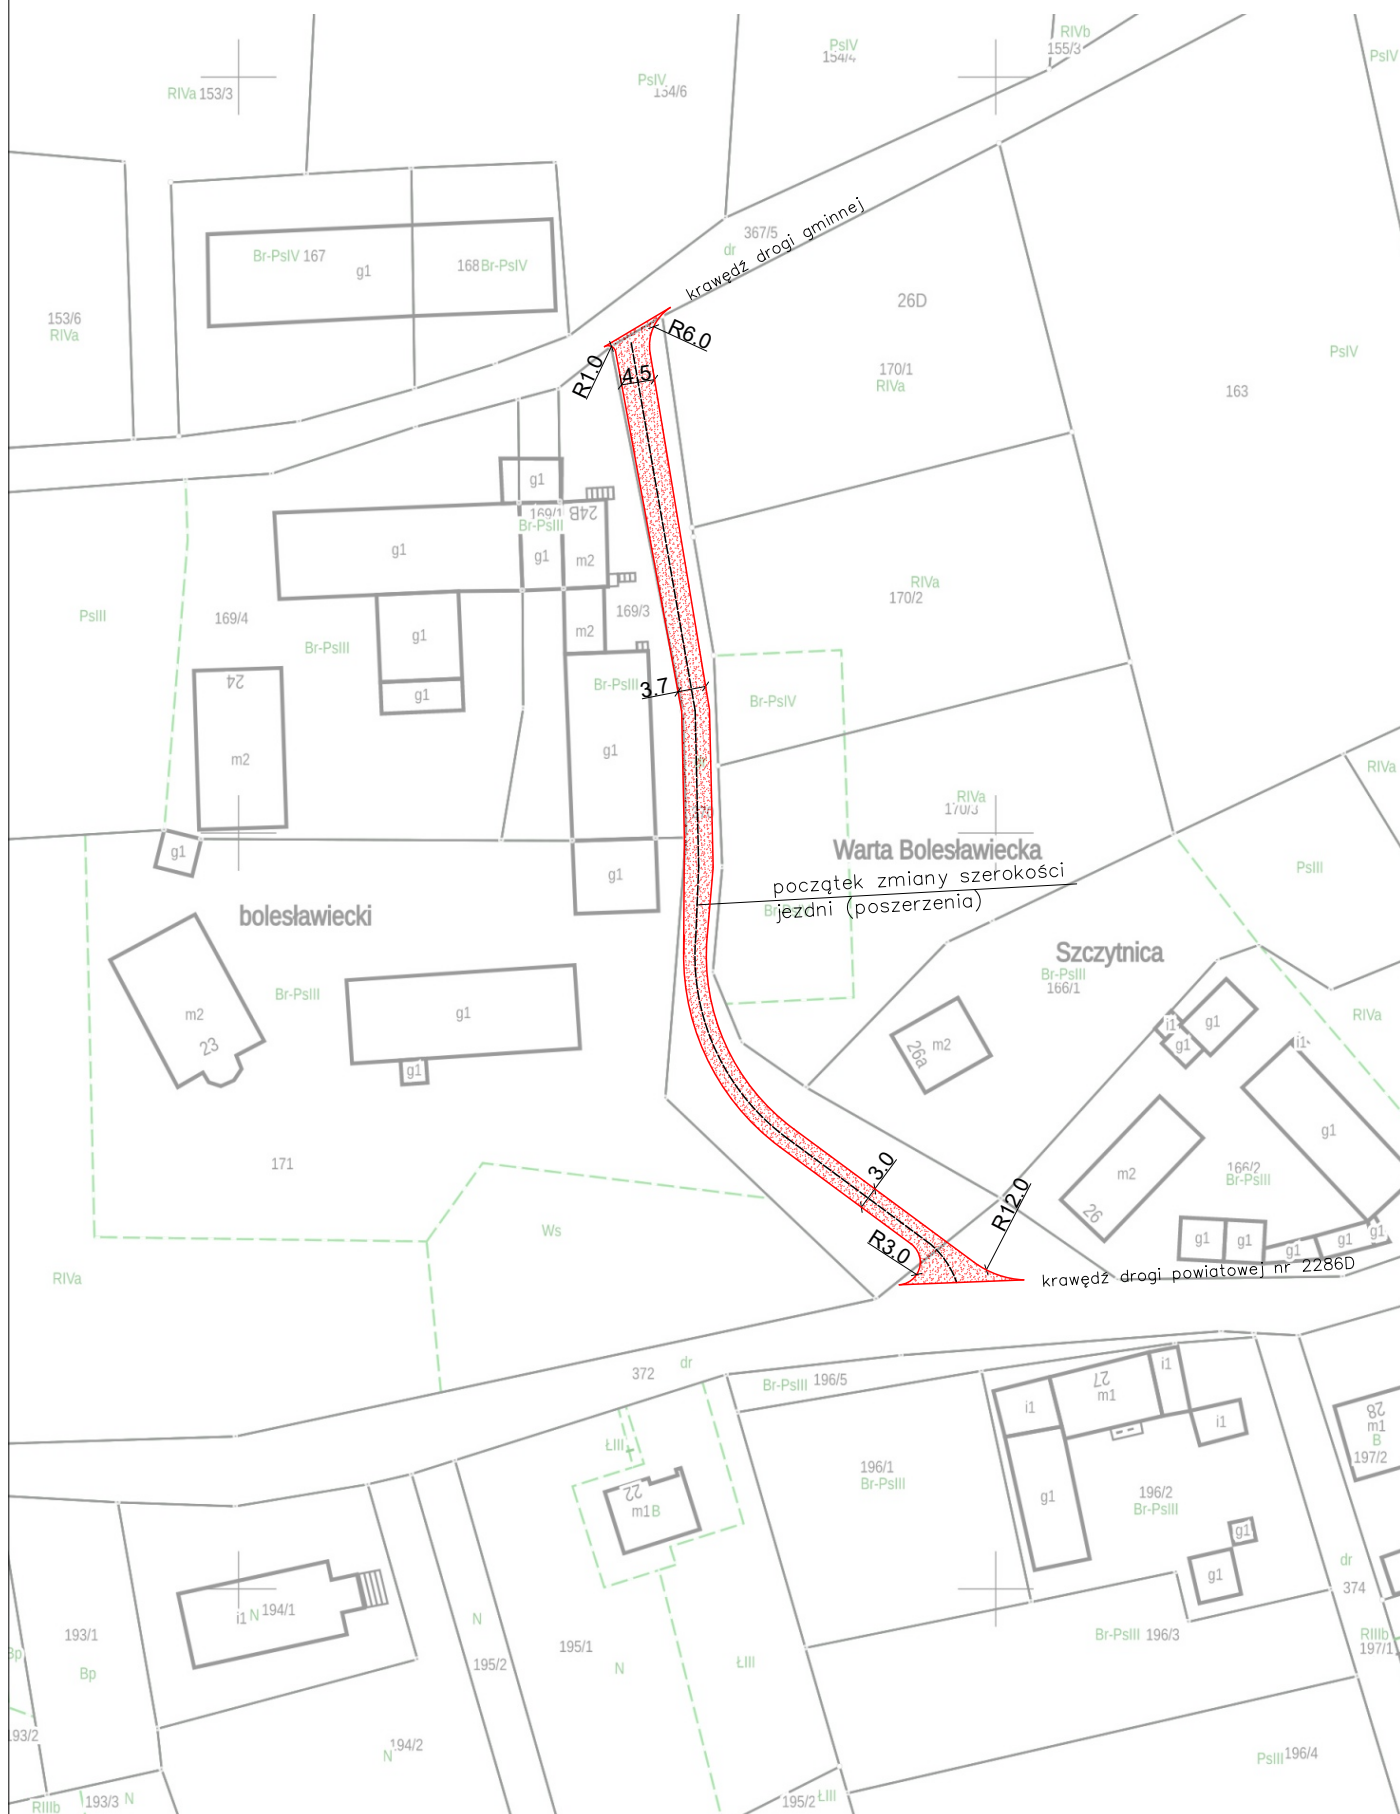 RIVb
155/3
PsIV
154/4
PsIV
PsIV
154/6
RIVa 153/3
367/5
dr
krawędź drogi gminnej
Br-PsIV 167
g1
168 Br-PsIV
26D
153/6
RIVa
R6.0
R1.0
4.5
170/1
RIVa
PsIV
163
g1
169/1
24B
Br-PsIII
g1
g1
m2
RIVa
170/2
PsIII
169/4
169/3
g1
m2
Br-PsIII
24
Br-PsIII
3.7
g1
Br-PsIV
m2
g1
RIVa
RIVa
170/3
g1
Warta Bolesławiecka
PsIII
g1
początek zmiany szerokości
jezdni (poszerzenia)
bolesławiecki
Szczytnica
Br-PsIII
166/1
Br-PsIII
m2
23
g1
g1
RIVa
i1
g1
g1
i1
m2
26a
g1
171
3.0
m2
26
166/2
Br-PsIII
R12.0
Ws
R3.0
g1
g1
g1
g1
g1
RIVa
krawędź drogi powiatowej nr 2286D
372
dr
Br-PsIII 196/5
27
m1
i1
i1
i1
28
m1
B
197/2
ŁIII
22
m1 B
196/1
Br-PsIII
g1
196/2
Br-PsIII
g1
g1
dr
374
i1 N 194/1
N
193/1
Bp
Bp
195/1
195/2
N
ŁIII
Br-PsIII 196/3
RIIIb
197/1
193/2
194/2
N
PsIII 196/4
RIIIb
193/3 N
195/2 ŁIII